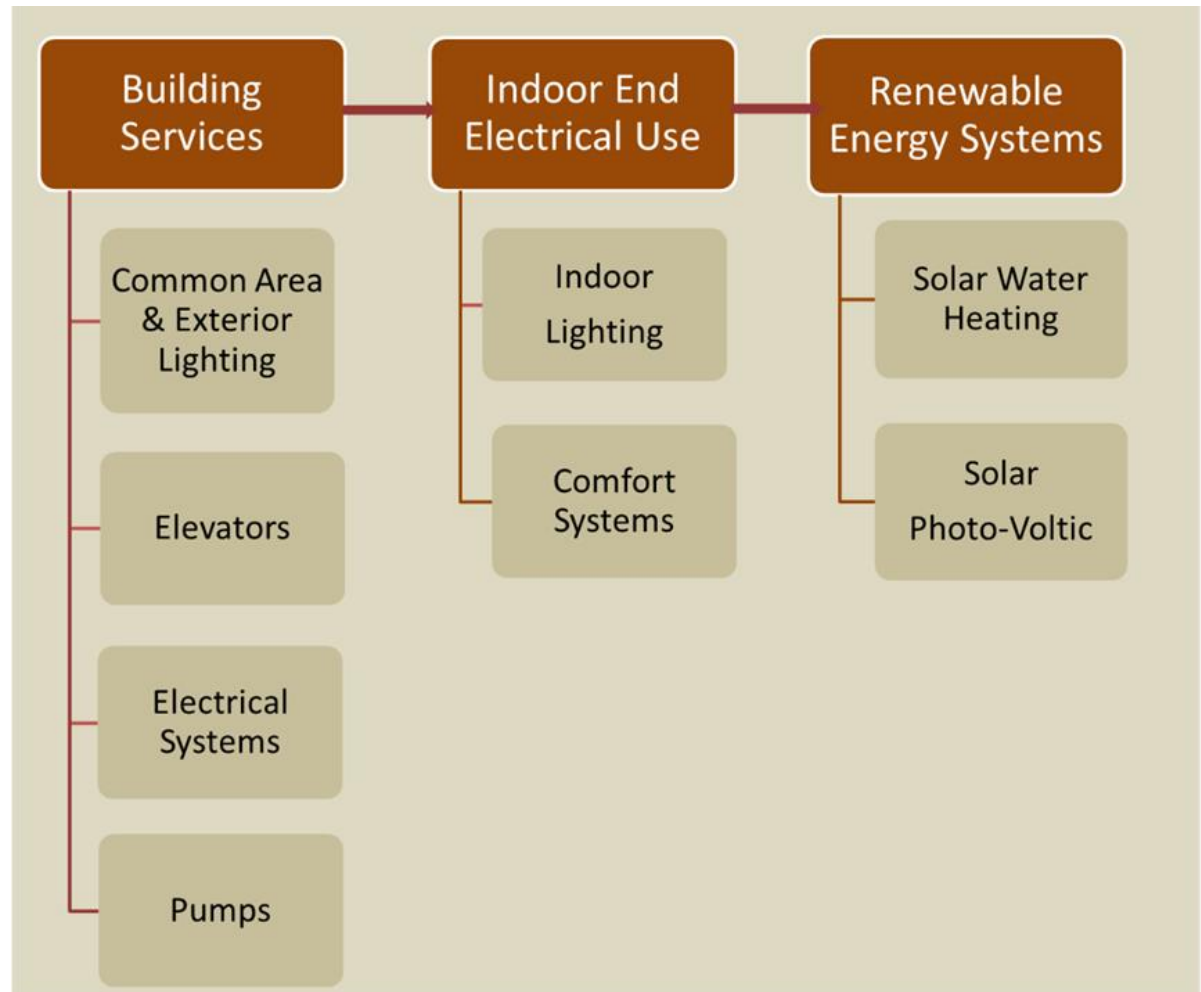 Building
Services
Indoor End
Electrical Use
Renewable
Energy Systems
Common Area
& Exterior
Lighting
Indoor
Lighting
Solar Water
Heating
Elevators
Comfort
Systems
Solar
Photo-Voltic
Electrical
Systems
Pumps